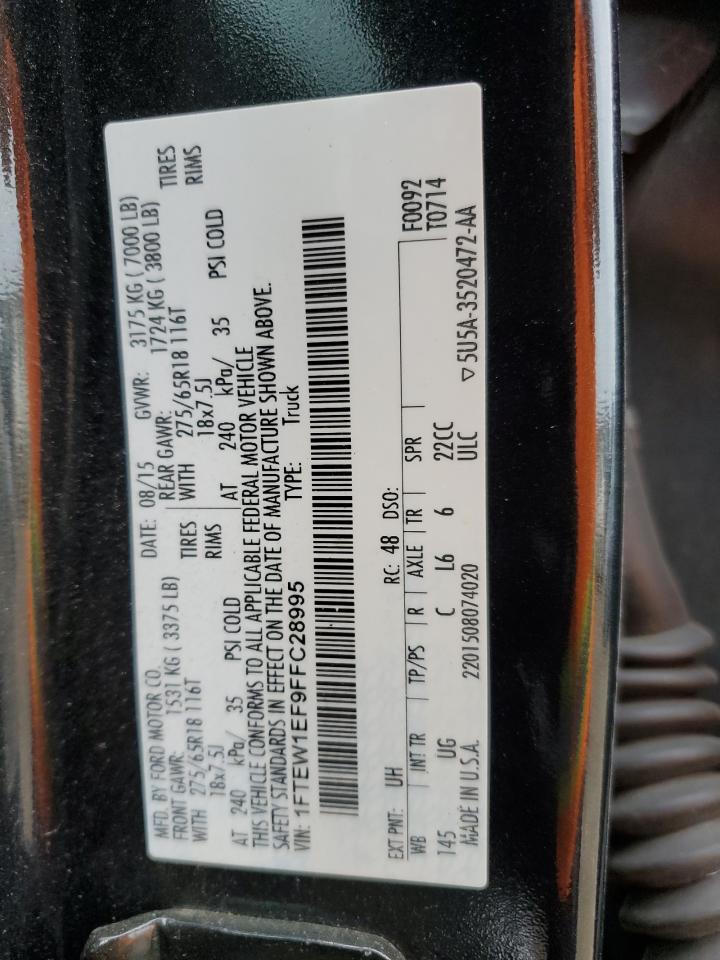 MFD. BY FORD MOTOR CO. DATE: 08/15 GVWR: 3175 KG ( 7000 LB)
FRONT GAWR: 1531 KG ( 3375 LB) REAR GAWR: 1724 KG ( 3800 LB)
WITH 275/65R18 116T TIRES WITH 275/65R18 116T TIRES
18x7.5J RIMS 18x7.5J RIMS
AT 240 kPa/ 35 PSI COLD AT 240 kPa/ 35 PSI COLD
THIS VEHICLE CONFORMS TO ALL APPLICABLE FEDERAL MOTOR VEHICLE
SAFETY STANDARDS IN EFFECT ON THE DATE OF MANUFACTURE SHOWN ABOVE.
VIN: 1FTEW1EF9FFC28995 TYPE: Truck
EXT PNT: UH RC: 48 DSO: F0092
WB INT TR TP/PS R AXLE TR SPR T0714
145 UG C L6 6 22CC
MADE IN U.S.A. 2201508074020 ULC ▽ 5U5A-3520472-AA